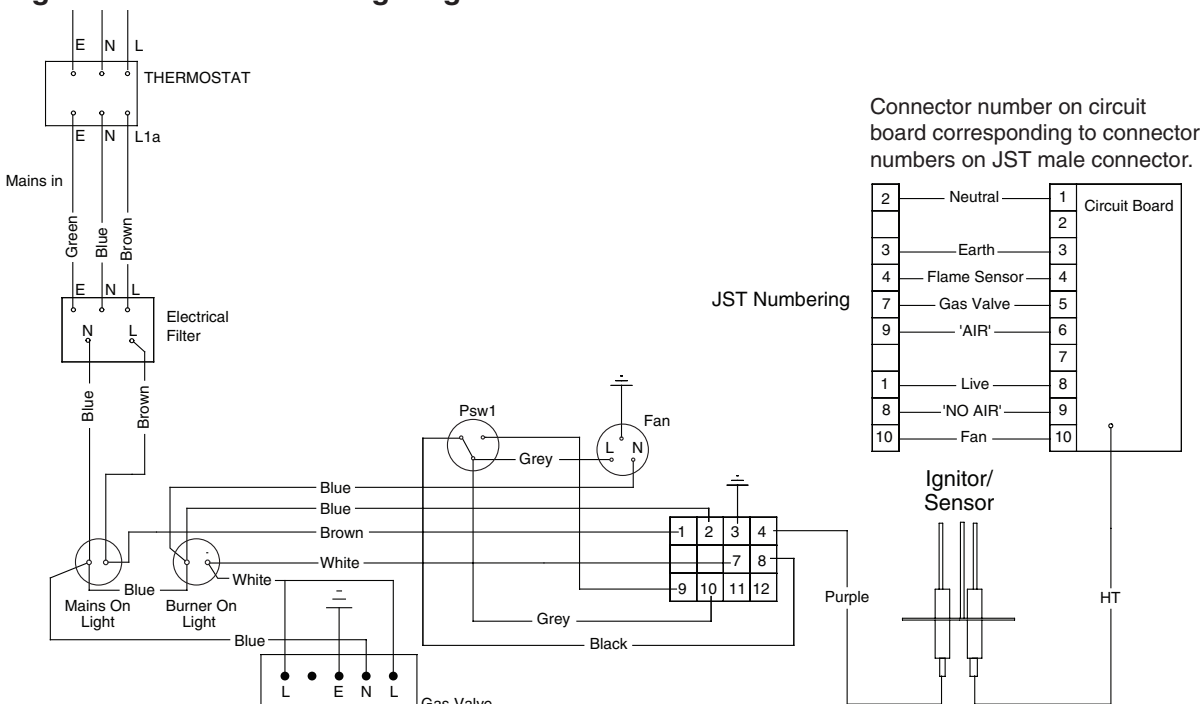 E N L
THERMOSTAT
E N L1a
Mains in
Green
Blue
Brown
E N L
N L
Electrical
Filter
Blue
Brown
Connector number on circuit
board corresponding to connector
numbers on JST male connector.
JST Numbering
2 Neutral 1
2
3 Earth 3
4 Flame Sensor 4
7 Gas Valve 5
9 'AIR' 6
7
1 Live 8
8 'NO AIR' 9
10 Fan 10
Circuit Board
Psw1
Fan
L N
Grey
Blue
Blue
Brown
White
White
Blue
Mains On
Light
Burner On
Light
Blue
1 2 3 4
7 8
9 10 11 12
Grey
Black
Purple
Ignitor/
Sensor
HT
L E N L
Gas Valve